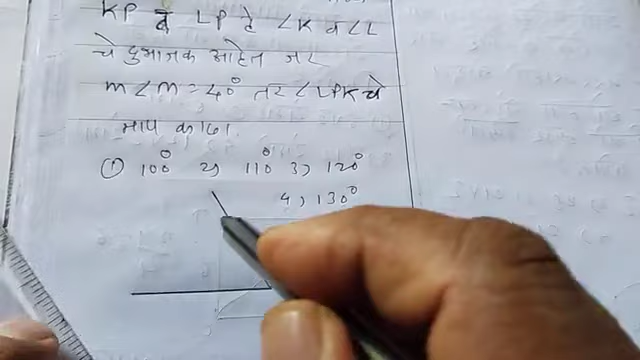 KP व LP हे ∠K व ∠L
चे दुभाजक आहेत जर
m∠M = 40° तर ∠LPK चे
माप काढा.
① 100° 2) 110° 3) 120°
4) 130°